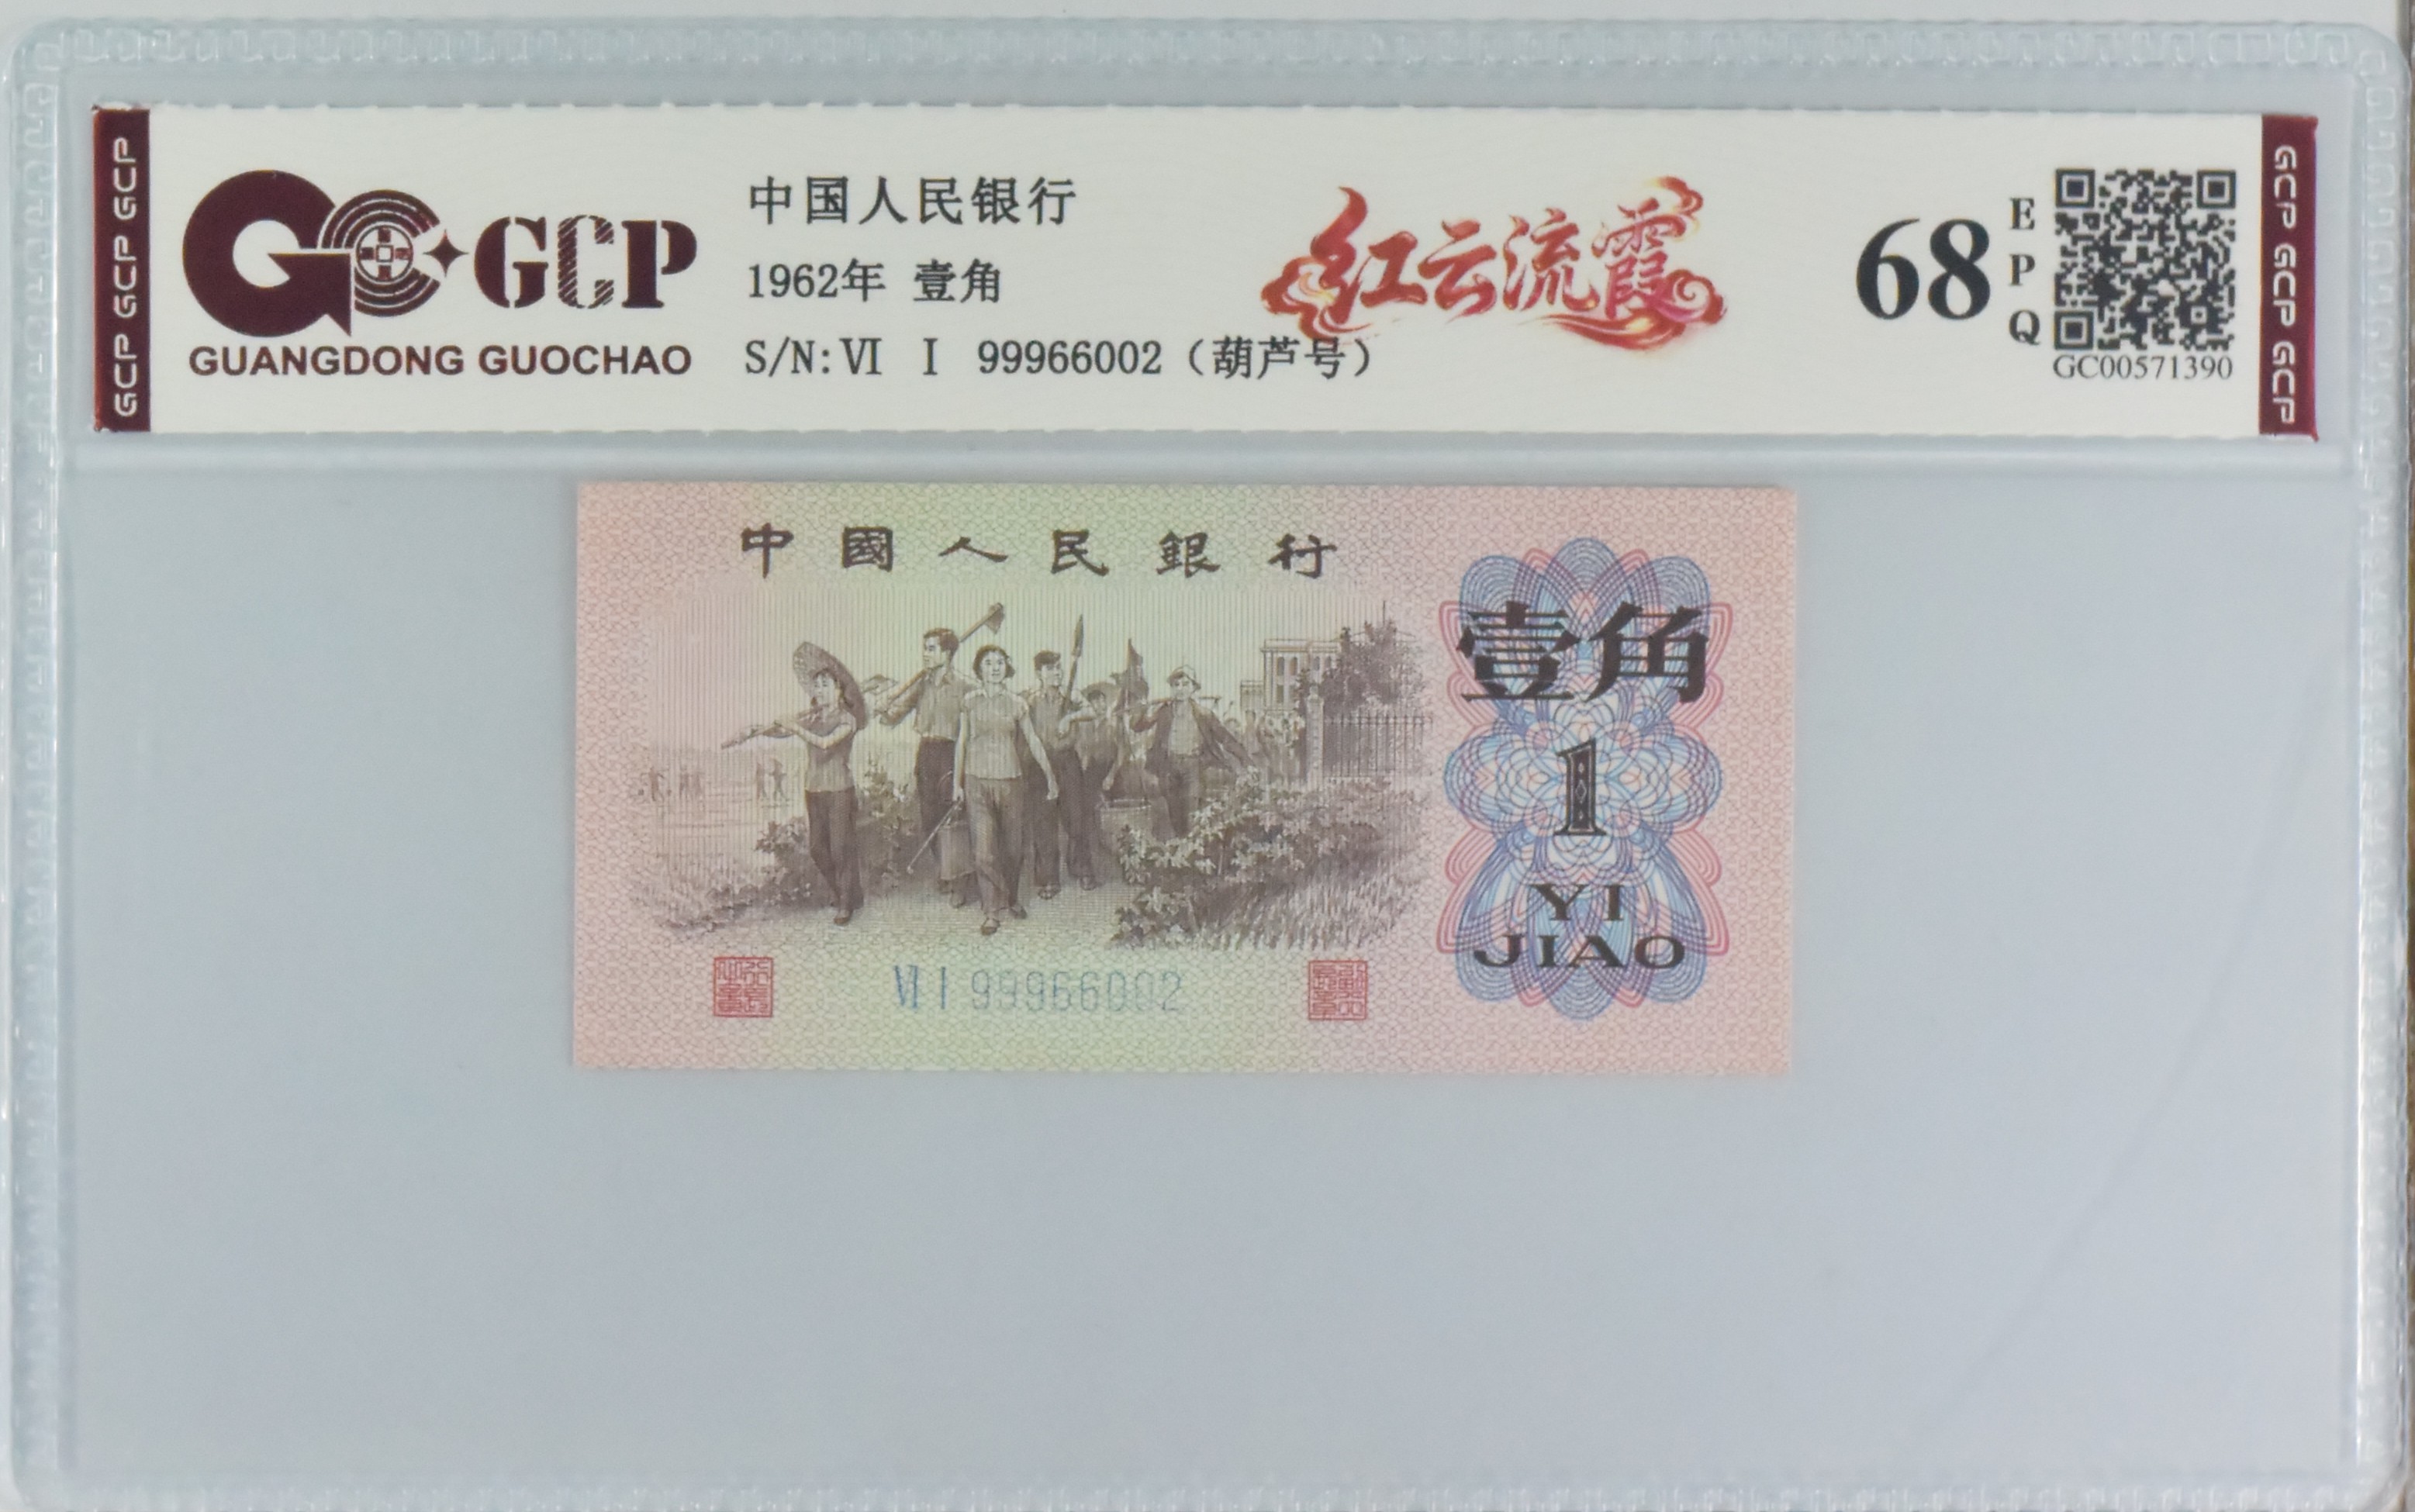 GCP GCP GCP
GCP
GUANGDONG GUOCHAO
中国人民银行
1962年 壹角
S/N: Ⅵ Ⅰ 99966002（葫芦号）
红云流霞
68
EPQ
GC00571390
GCP GCP GCP
中國人民銀行
壹角
1
YI
JIAO
Ⅵ Ⅰ 99966002